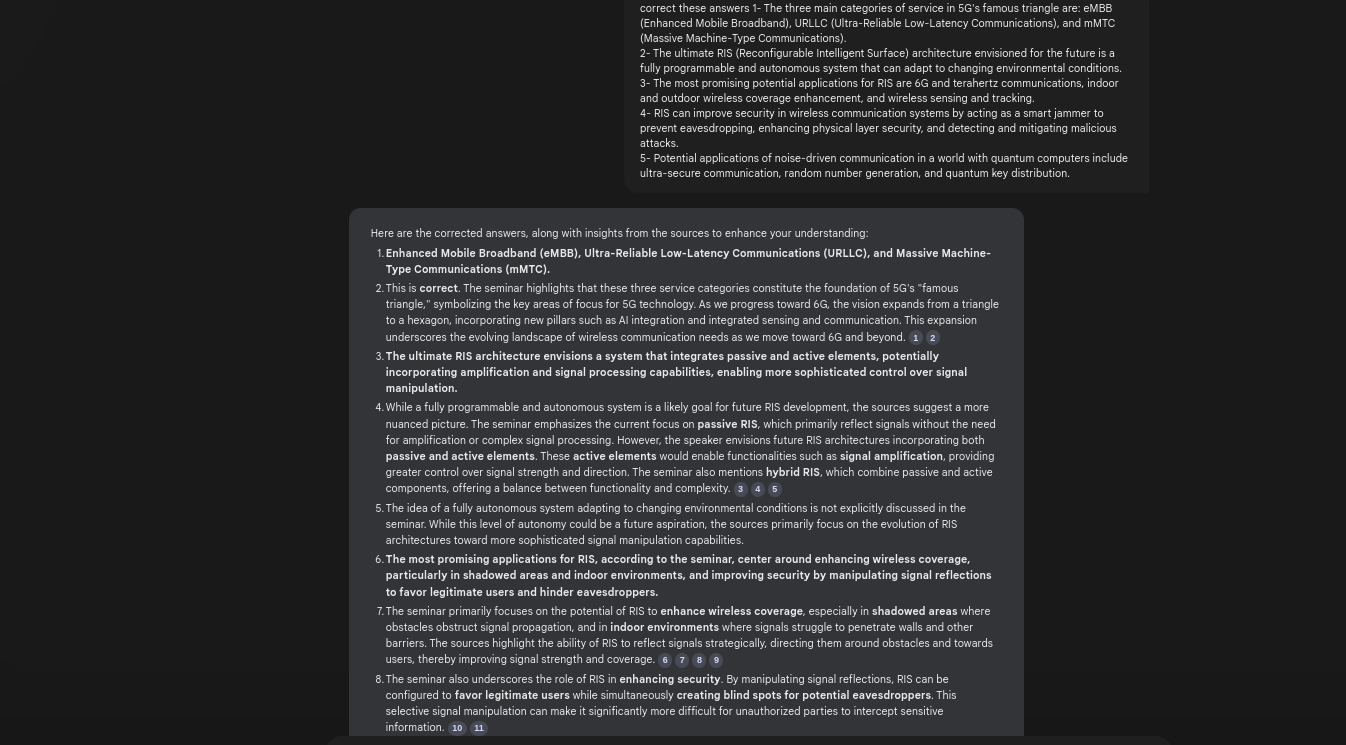 correct these answers 1- The three main categories of service in 5G's famous triangle are: eMBB
(Enhanced Mobile Broadband), URLLC (Ultra-Reliable Low-Latency Communications), and mMTC
(Massive Machine-Type Communications).
2- The ultimate RIS (Reconfigurable Intelligent Surface) architecture envisioned for the future is a
fully programmable and autonomous system that can adapt to changing environmental conditions.
3- The most promising potential applications for RIS are 6G and terahertz communications, indoor
and outdoor wireless coverage enhancement, and wireless sensing and tracking.
4- RIS can improve security in wireless communication systems by acting as a smart jammer to
prevent eavesdropping, enhancing physical layer security, and detecting and mitigating malicious
attacks.
5- Potential applications of noise-driven communication in a world with quantum computers include
ultra-secure communication, random number generation, and quantum key distribution.
Here are the corrected answers, along with insights from the sources to enhance your understanding:
1. Enhanced Mobile Broadband (eMBB), Ultra-Reliable Low-Latency Communications (URLLC), and Massive Machine-
Type Communications (mMTC).
2. This is correct. The seminar highlights that these three service categories constitute the foundation of 5G's "famous
triangle," symbolizing the key areas of focus for 5G technology. As we progress toward 6G, the vision expands from a triangle
to a hexagon, incorporating new pillars such as AI integration and integrated sensing and communication. This expansion
underscores the evolving landscape of wireless communication needs as we move toward 6G and beyond. 1 2
3. The ultimate RIS architecture envisions a system that integrates passive and active elements, potentially
incorporating amplification and signal processing capabilities, enabling more sophisticated control over signal
manipulation.
4. While a fully programmable and autonomous system is a likely goal for future RIS development, the sources suggest a more
nuanced picture. The seminar emphasizes the current focus on passive RIS, which primarily reflect signals without the need
for amplification or complex signal processing. However, the speaker envisions future RIS architectures incorporating both
passive and active elements. These active elements would enable functionalities such as signal amplification, providing
greater control over signal strength and direction. The seminar also mentions hybrid RIS, which combine passive and active
components, offering a balance between functionality and complexity. 3 4 5
5. The idea of a fully autonomous system adapting to changing environmental conditions is not explicitly discussed in the
seminar. While this level of autonomy could be a future aspiration, the sources primarily focus on the evolution of RIS
architectures toward more sophisticated signal manipulation capabilities.
6. The most promising applications for RIS, according to the seminar, center around enhancing wireless coverage,
particularly in shadowed areas and indoor environments, and improving security by manipulating signal reflections
to favor legitimate users and hinder eavesdroppers.
7. The seminar primarily focuses on the potential of RIS to enhance wireless coverage, especially in shadowed areas where
obstacles obstruct signal propagation, and in indoor environments where signals struggle to penetrate walls and other
barriers. The sources highlight the ability of RIS to reflect signals strategically, directing them around obstacles and towards
users, thereby improving signal strength and coverage. 6 7 8 9
8. The seminar also underscores the role of RIS in enhancing security. By manipulating signal reflections, RIS can be
configured to favor legitimate users while simultaneously creating blind spots for potential eavesdroppers. This
selective signal manipulation can make it significantly more difficult for unauthorized parties to intercept sensitive
information. 10 11